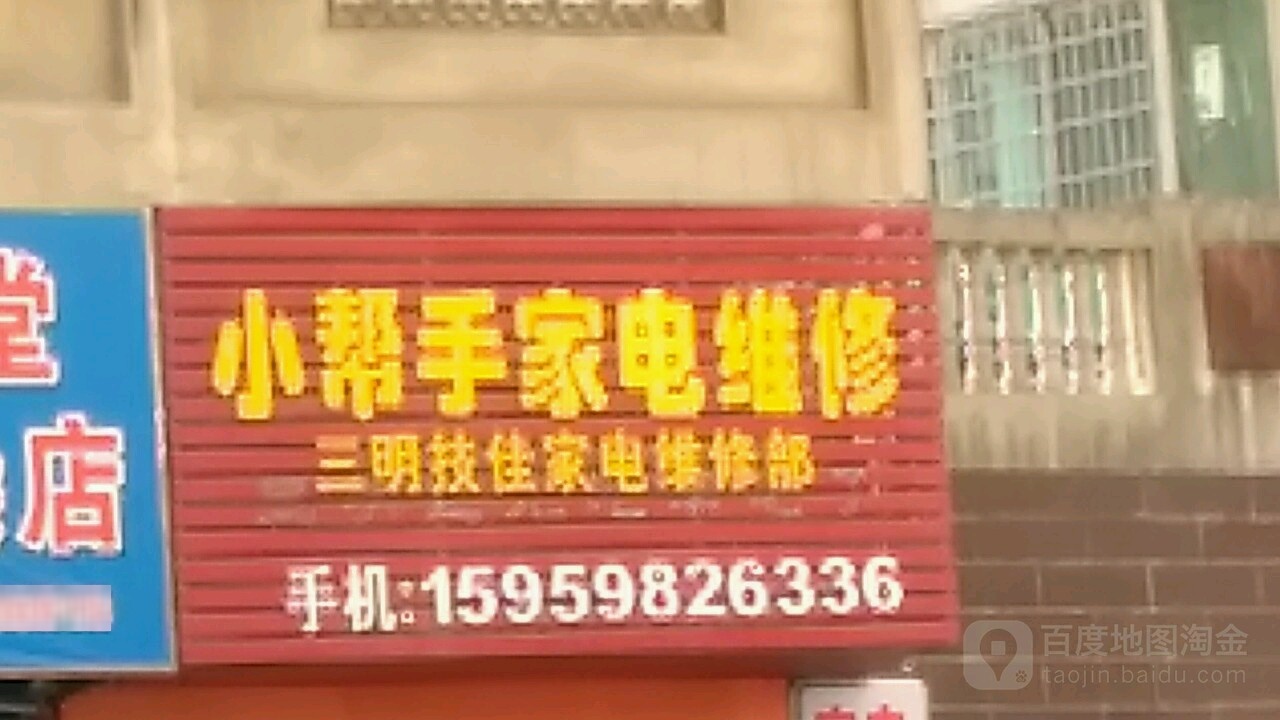 堂
店
小帮手家电维修
三明技佳家电维修部
手机:15959826336
百度地图淘金
taojin.baidu.com